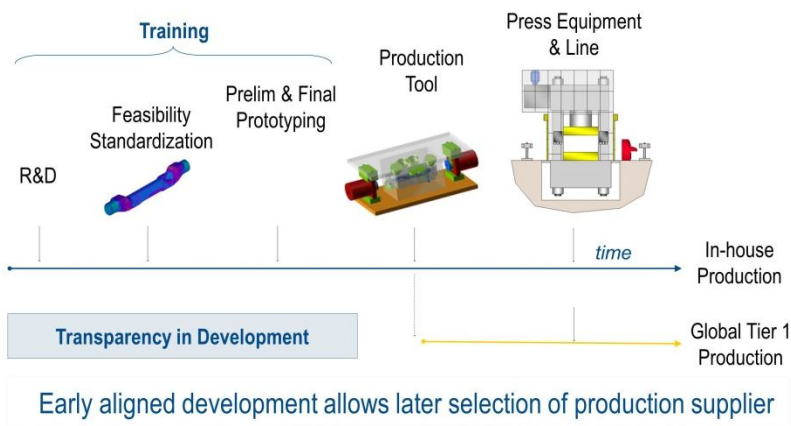 Training
Press Equipment
& Line
Production
Tool
Prelim & Final
Prototyping
Feasibility
Standardization
R&D
time
In-house
Production
Transparency in Development
Global Tier 1
Production
Early aligned development allows later selection of production supplier